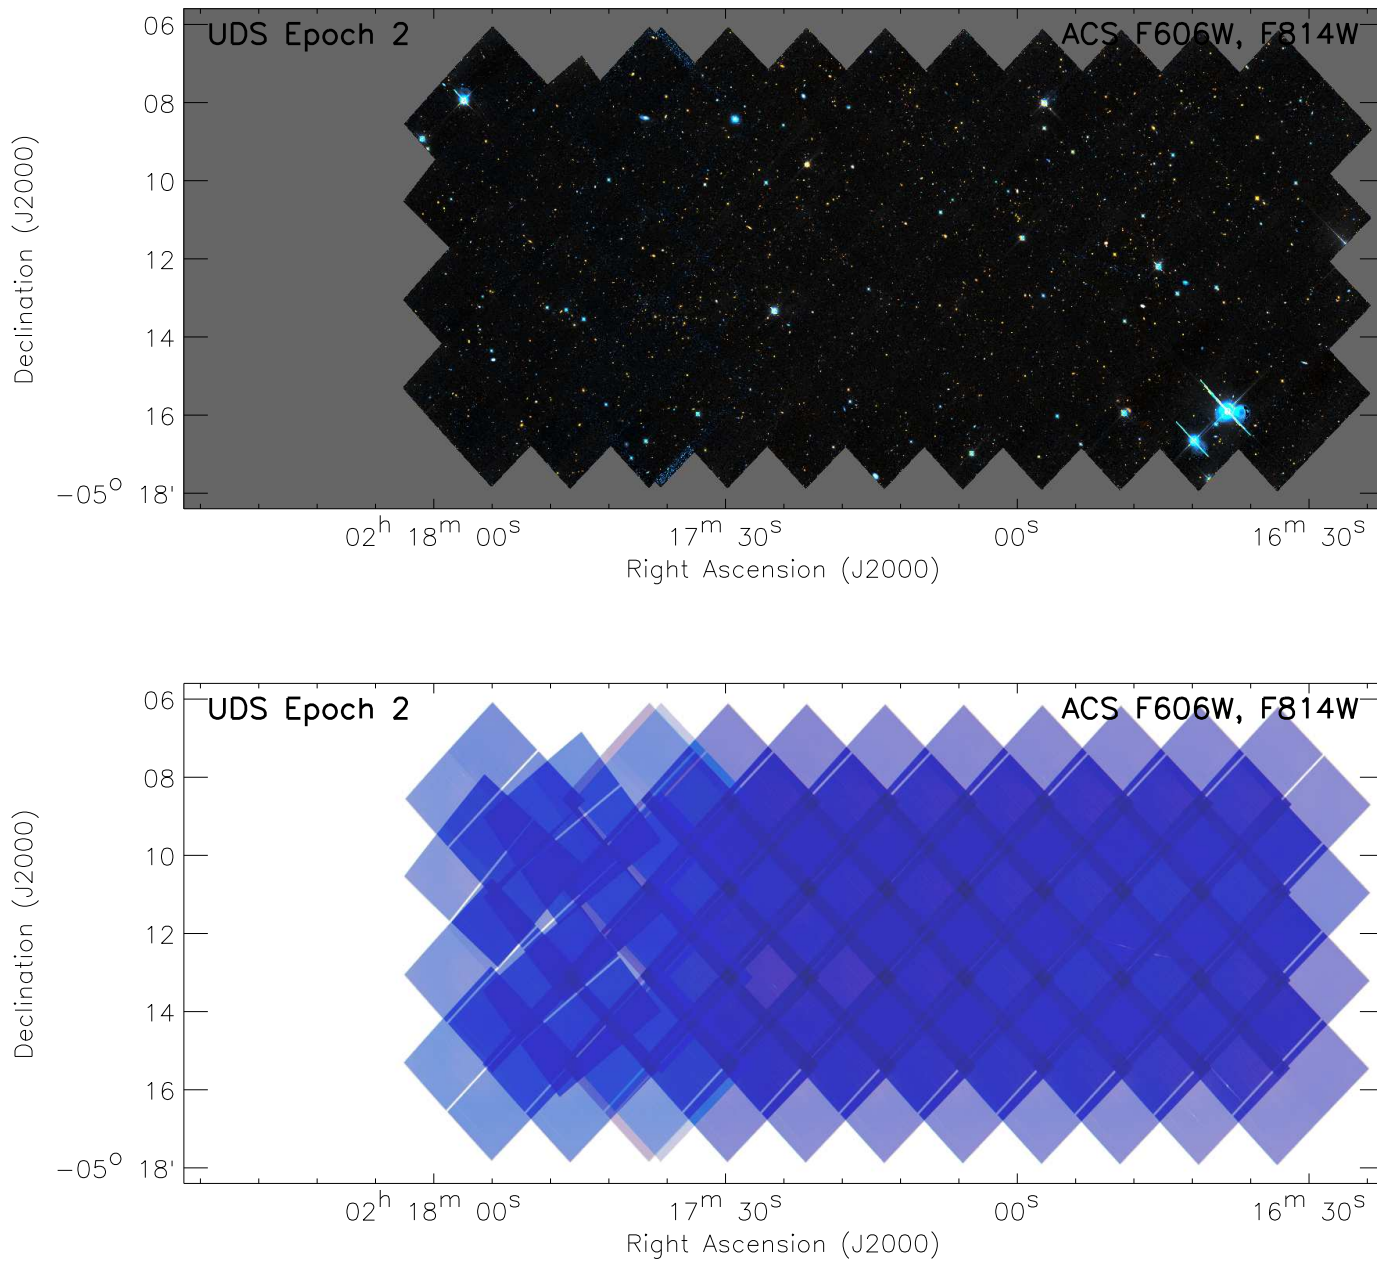 UDS Epoch 2
ACS F606W, F814W
06
08
10
12
14
16
−05° 18'
Declination (J2000)
02ʰ 18ᵐ 00ˢ
17ᵐ 30ˢ
00ˢ
16ᵐ 30ˢ
Right Ascension (J2000)
UDS Epoch 2
ACS F606W, F814W
06
08
10
12
14
16
−05° 18'
Declination (J2000)
02ʰ 18ᵐ 00ˢ
17ᵐ 30ˢ
00ˢ
16ᵐ 30ˢ
Right Ascension (J2000)